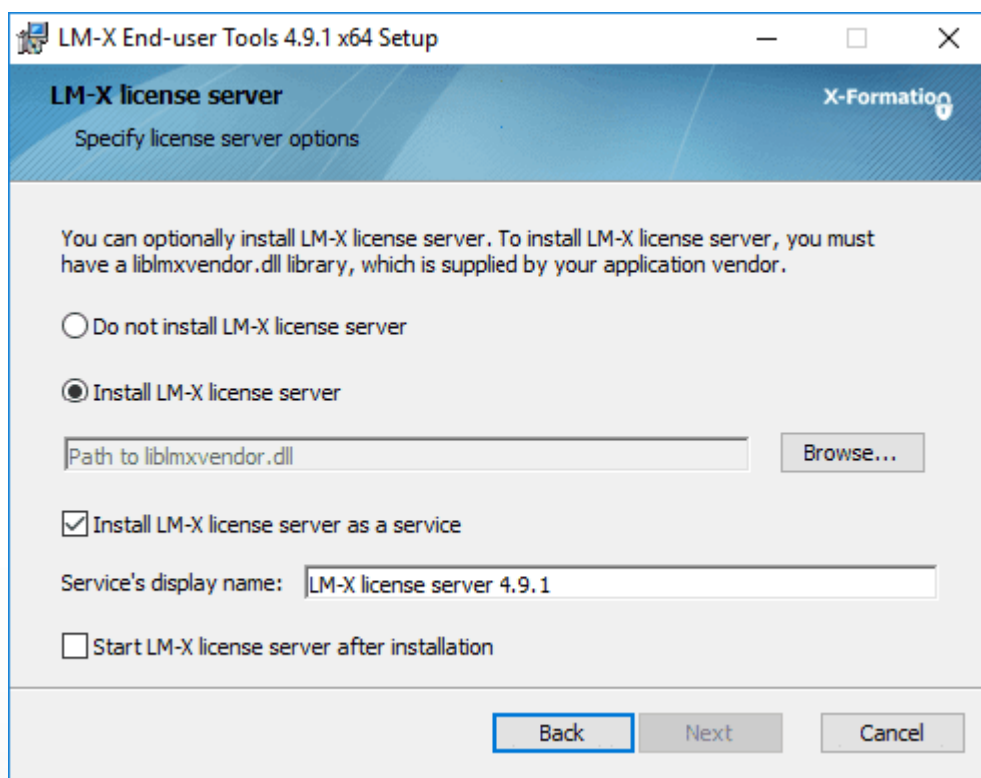 LM-X End-user Tools 4.9.1 x64 Setup
LM-X license server
X-Formation
Specify license server options
You can optionally install LM-X license server. To install LM-X license server, you must
have a liblmxvendor.dll library, which is supplied by your application vendor.
Do not install LM-X license server
Install LM-X license server
Path to liblmxvendor.dll
Browse...
Install LM-X license server as a service
Service's display name: LM-X license server 4.9.1
Start LM-X license server after installation
Back Next Cancel